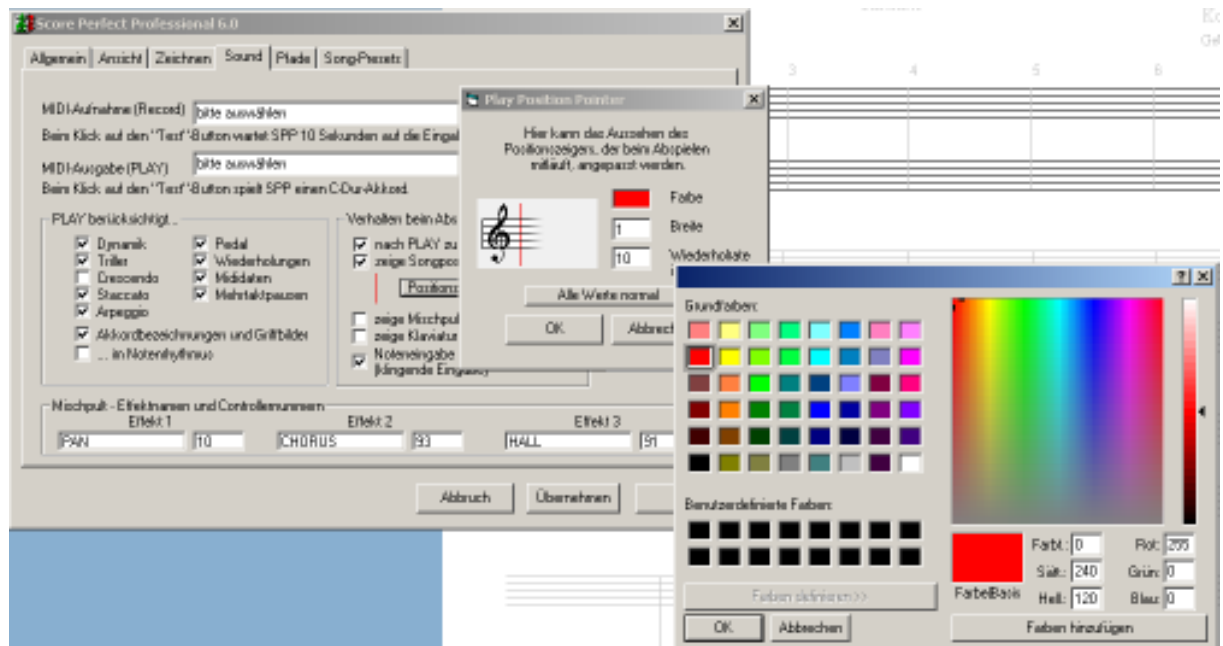 Score Perfect Professional 6.0
Allgemein Ansicht Zeichnen Sound Pfade Song-Presets
MIDI-Aufnahme (Record) bitte auswählen
Beim Klick auf den "Test"-Button wartet SPP 10 Sekunden auf die
MIDI-Ausgabe (PLAY) bitte auswählen
Beim Klick auf den "Test"-Button spielt SPP einen C-Dur-Akkord.
PLAY berücksichtigt...
Dynamik Pedal
Triller Wiederholungen
Crescendo Mididaten
Staccato Mehrtaktpausen
Arpeggio
Akkordbezeichnungen und Griffbilder
... im Notenrhythmus
Verhalten beim Abs
nach PLAY zu
zeige Songpos
Positions
zeige Mischpul
zeige Klaviatur
Noteneingabe
(klingende
Mischpult - Effektnamen und Controllernummern
Effekt 1 Effekt 2 Effekt 3
PAN 10 CHORUS 93 HALL 91
Abbruch Übernehmen
Play Position Pointer
Hier kann das Aussehen des
Positionszeigers, der beim Abspielen
mitläuft, angepasst werden.
Farbe
1 Breite
10 Wiederholrate
Alle Werte normal
OK Abbrech
3 4 5 6
Grundfarben:
Benutzerdefinierte Farben:
Farben definieren >>
OK Abbrechen
Farbe|Basis
Farbt.: 0 Rot: 255
Sätt.: 240 Grün: 0
Hell.: 120 Blau: 0
Farben hinzufügen